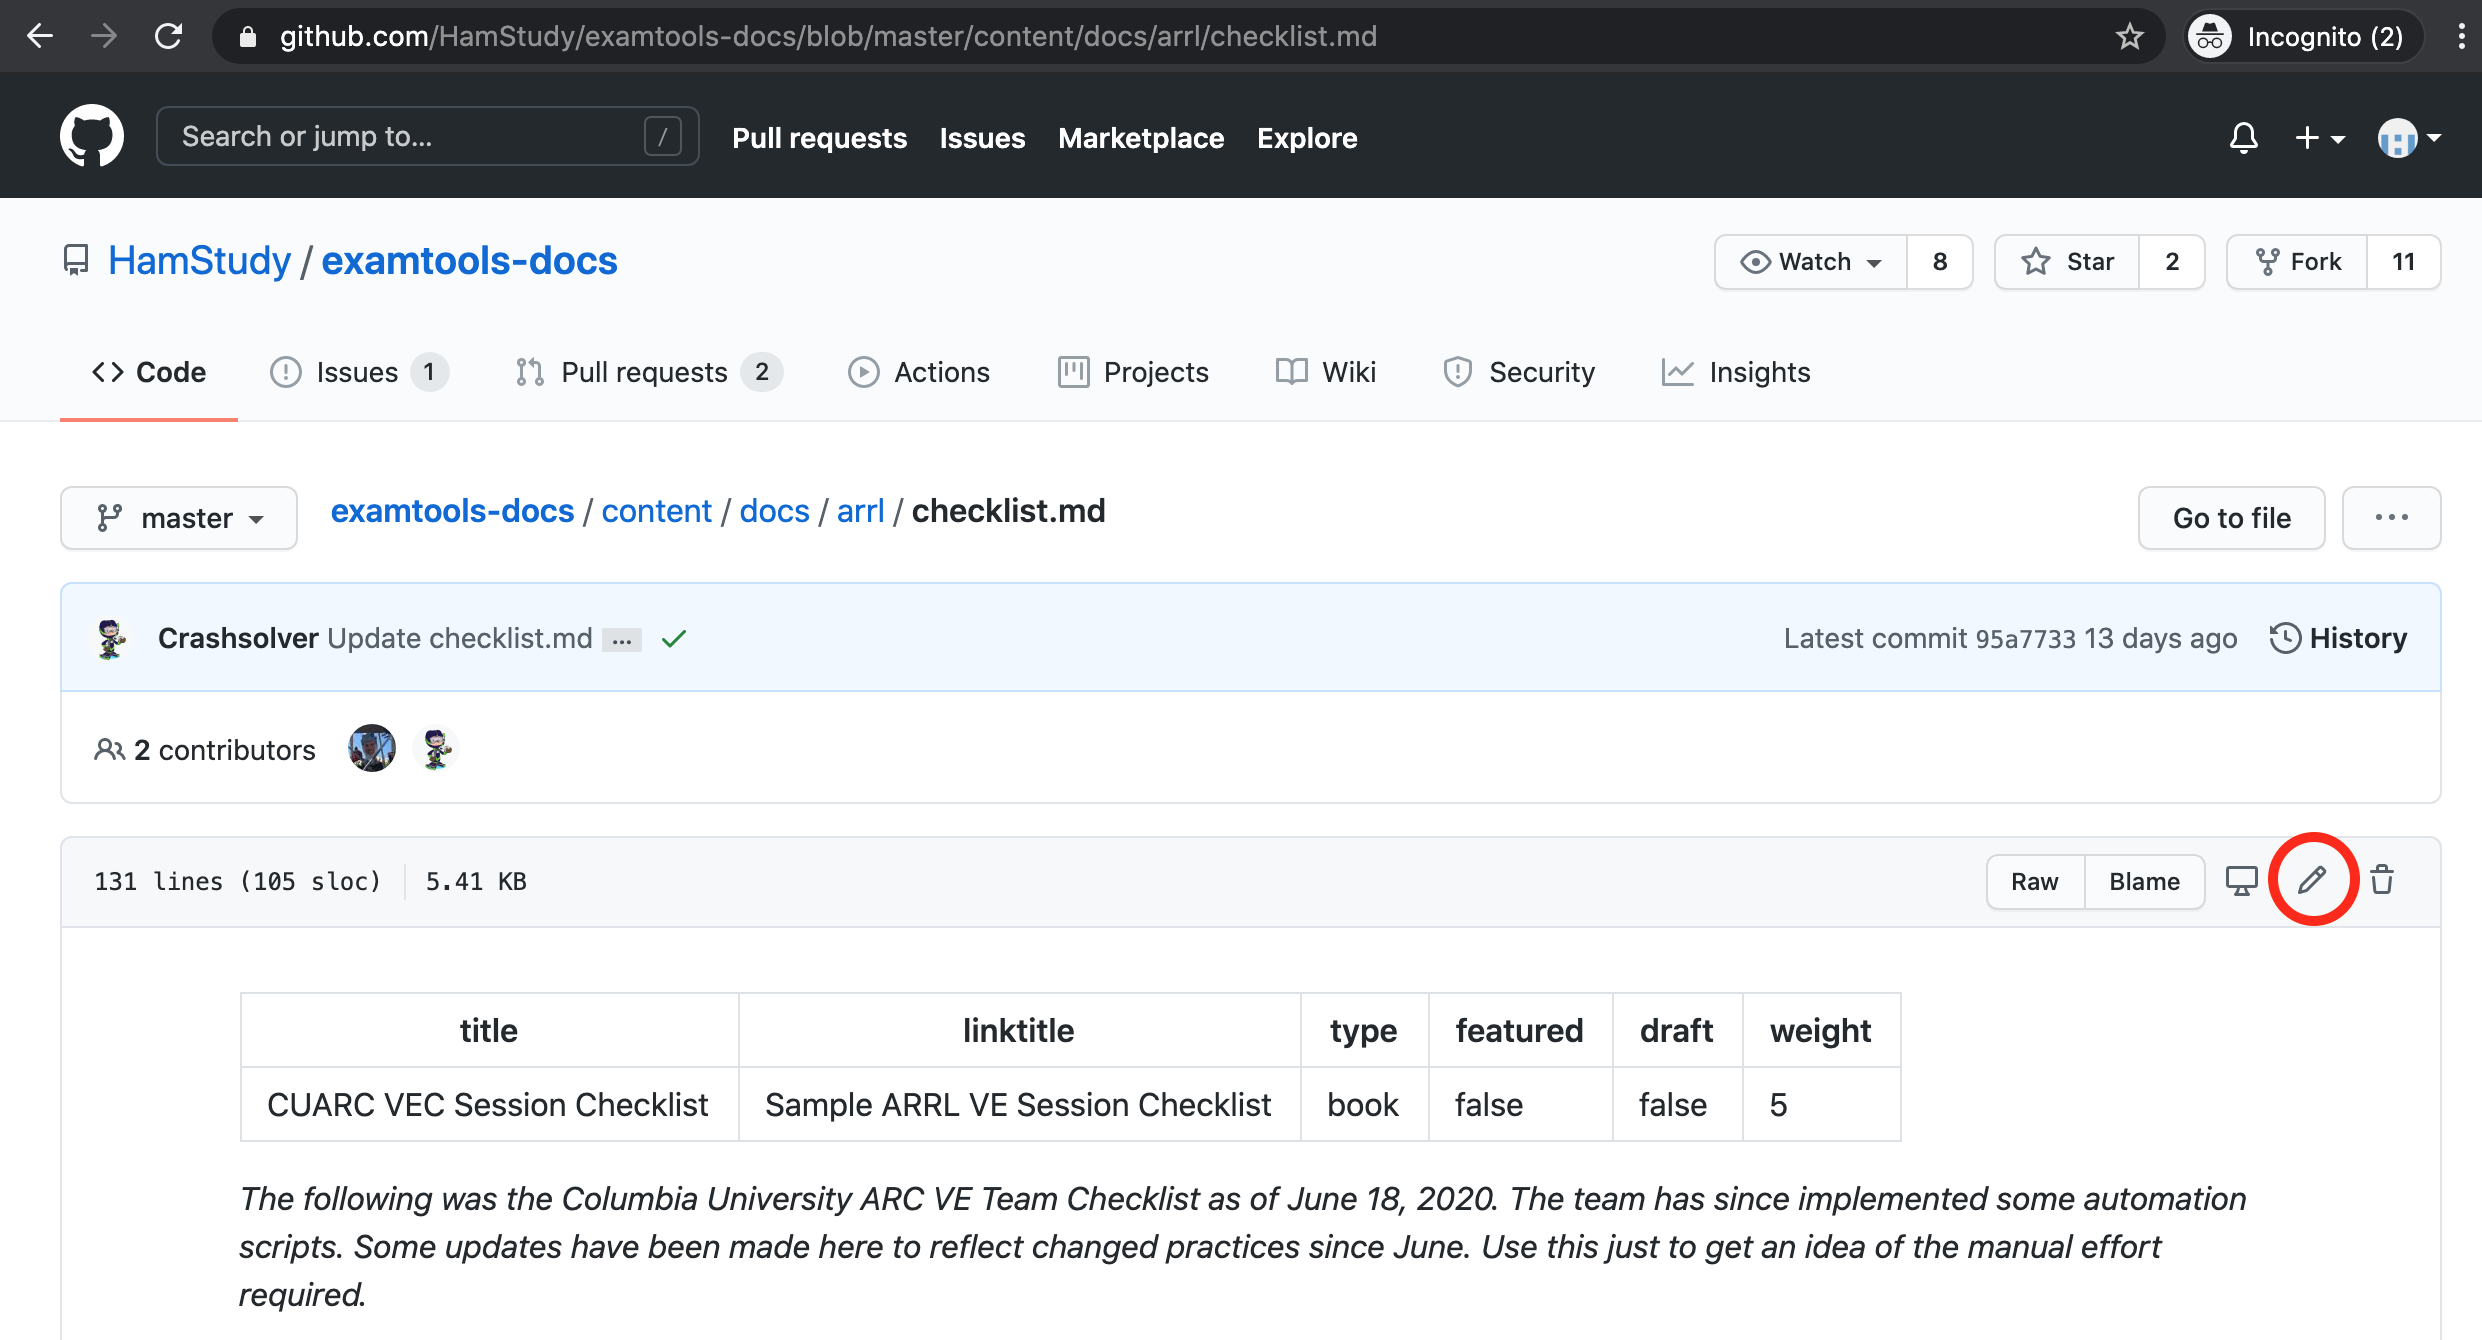 github.com/HamStudy/examtools-docs/blob/master/content/docs/arrl/checklist.md Incognito (2)
Search or jump to... / Pull requests Issues Marketplace Explore
HamStudy / examtools-docs Watch 8 Star 2 Fork 11
Code Issues 1 Pull requests 2 Actions Projects Wiki Security Insights
master examtools-docs / content / docs / arrl / checklist.md Go to file ...
Crashsolver Update checklist.md ... Latest commit 95a7733 13 days ago History
2 contributors
131 lines (105 sloc) 5.41 KB Raw Blame
title linktitle type featured draft weight
CUARC VEC Session Checklist Sample ARRL VE Session Checklist book false false 5
The following was the Columbia University ARC VE Team Checklist as of June 18, 2020. The team has since implemented some automation
scripts. Some updates have been made here to reflect changed practices since June. Use this just to get an idea of the manual effort
required.